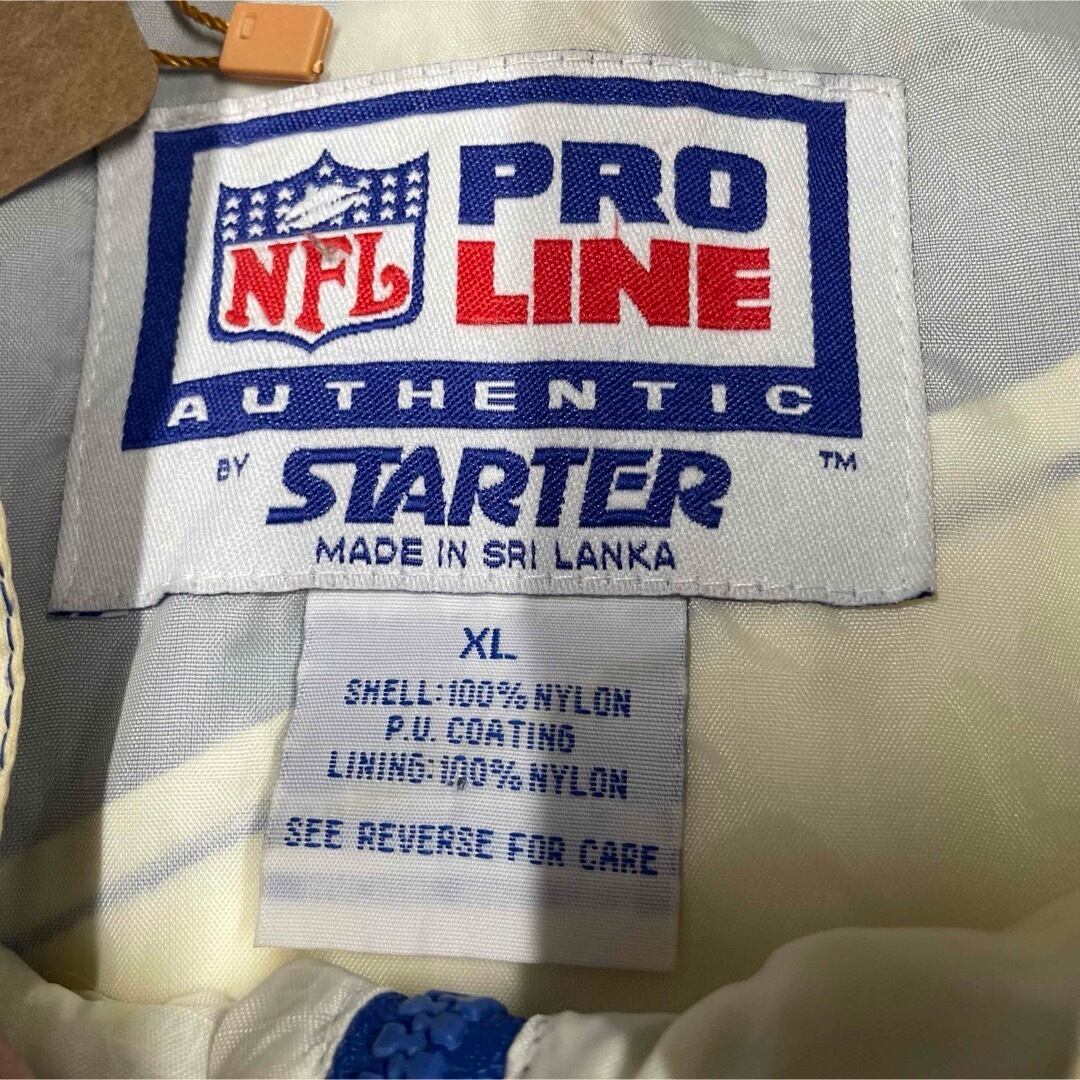 NFL
PRO
LINE
AUTHENTIC
BY STARTER TM
MADE IN SRI LANKA
XL
SHELL:100% NYLON
P.U. COATING
LINING:100% NYLON
SEE REVERSE FOR CARE